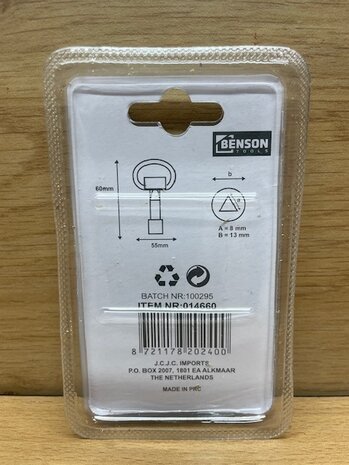 BENSON
TOOLS
60mm
b
a
55mm
A = 8 mm
B = 13 mm
BATCH NR:100295
ITEM NR:014660
8 721178 202400
J.C.J.C. IMPORTS
P.O. BOX 2007, 1801 EA ALKMAAR
THE NETHERLANDS
MADE IN PRC